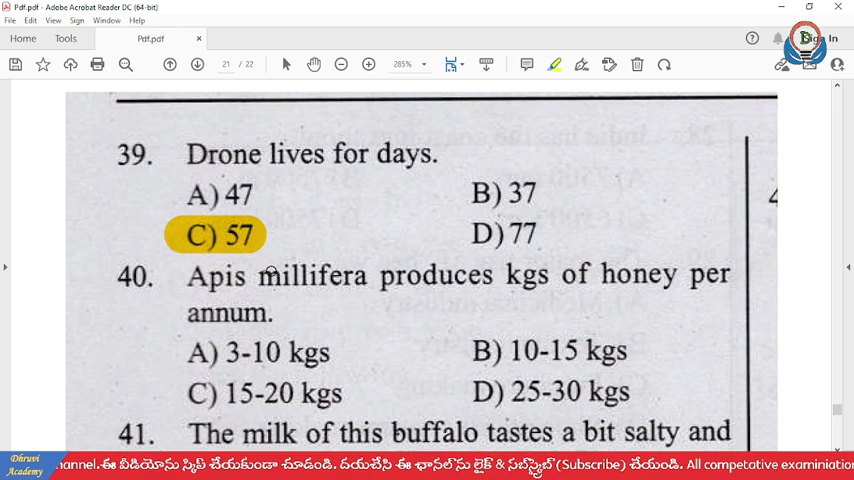 Pdf.pdf - Adobe Acrobat Reader DC (64-bit)
File Edit View Sign Window Help
Home Tools Pdf.pdf × Sign In
21 / 22 285%
39. Drone lives for days.
A) 47 B) 37
C) 57 D) 77
40. Apis millifera produces kgs of honey per
annum.
A) 3-10 kgs B) 10-15 kgs
C) 15-20 kgs D) 25-30 kgs
41. The milk of this buffalo tastes a bit salty and
Dhruvi
Academy
hannel.ఈ వీడియోను స్కిప్ చేయకుండా చూడండి. దయచేసి ఈ ఛానల్‌ను లైక్ & సబ్‌స్క్రైబ్ (Subscribe) చేయండి. All competative examiniation